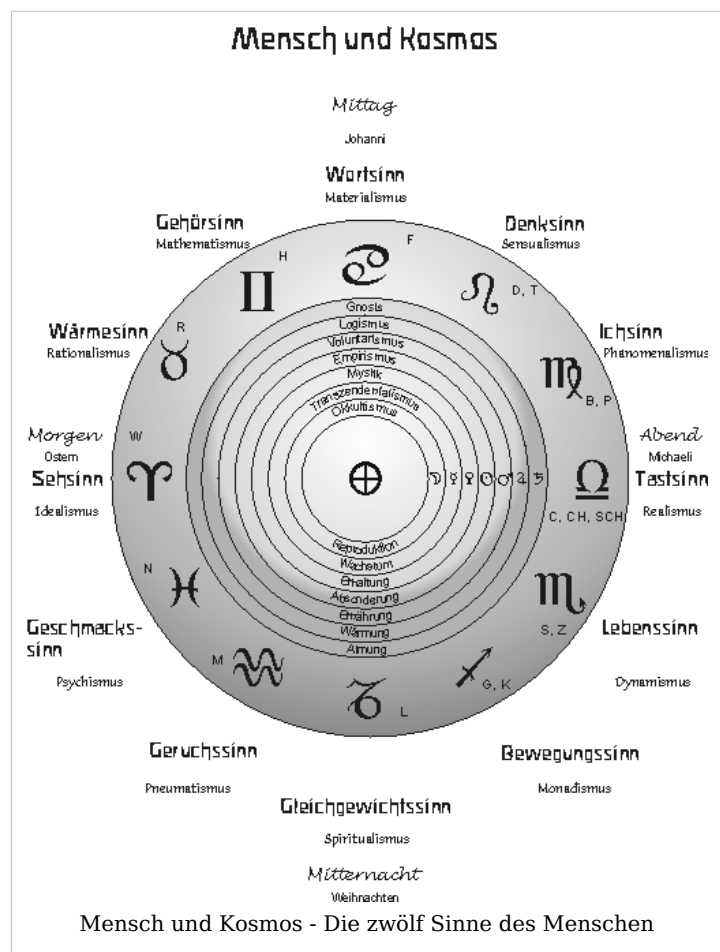 Mensch und Kosmos
Mittag
Johanni
Wortsinn
Materialismus
Gehörsinn
Mathematismus
Denksinn
Sensualismus
H
F
D, T
Wärmesinn
Rationalismus
R
Ichsinn
Phänomenalismus
B, P
Gnosis
Logismus
Voluntarismus
Empirismus
Mystik
Transzendentalismus
Okkultismus
Morgen
Ostern
Sehsinn
Idealismus
W
Abend
Michaeli
Tastsinn
Realismus
C, CH, SCH
Reproduktion
Wachstum
Erhaltung
Absonderung
Ernährung
Wärmung
Atmung
N
Geschmacks-
sinn
Psychismus
S, Z
Lebenssinn
Dynamismus
M
L
G, K
Geruchssinn
Pneumatismus
Bewegungssinn
Monadismus
Gleichgewichtssinn
Spiritualismus
Mitternacht
Weihnachten
Mensch und Kosmos - Die zwölf Sinne des Menschen